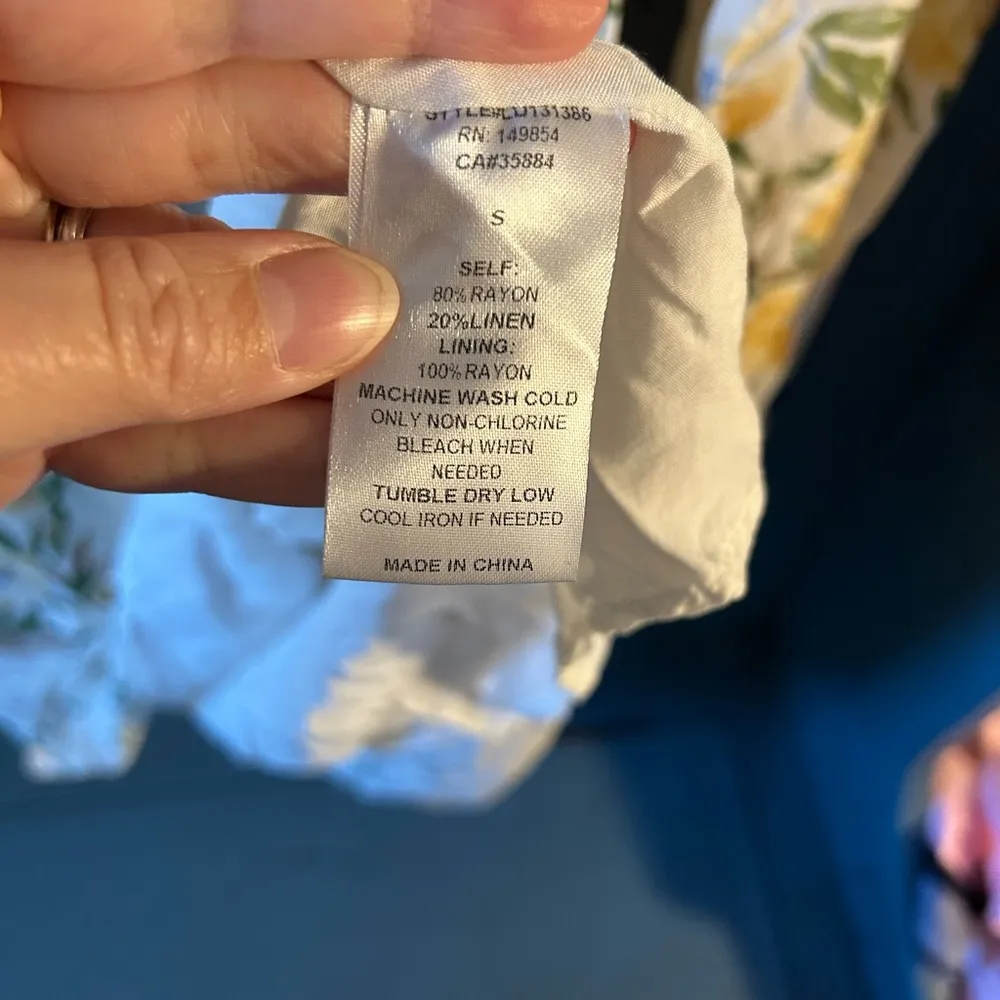 STYLE#LD131386
RN: 149854
CA#35884
S
SELF:
80% RAYON
20%LINEN
LINING:
100% RAYON
MACHINE WASH COLD
ONLY NON-CHLORINE
BLEACH WHEN
NEEDED
TUMBLE DRY LOW
COOL IRON IF NEEDED
MADE IN CHINA